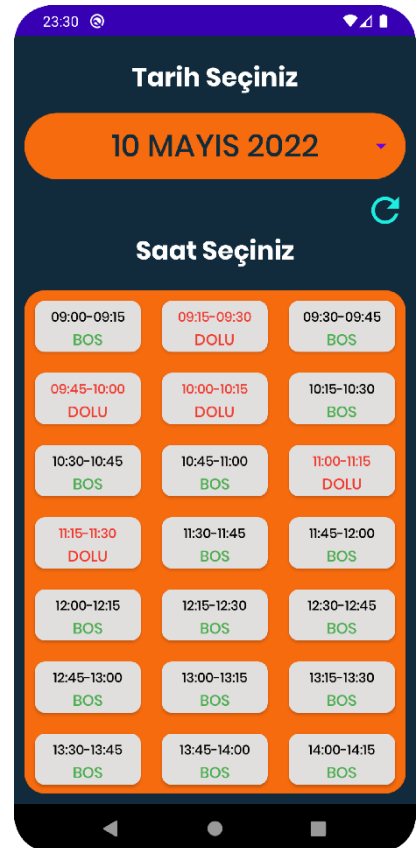 23:30
Tarih Seçiniz
10 MAYIS 2022
Saat Seçiniz
09:00-09:15
BOS
09:15-09:30
DOLU
09:30-09:45
BOS
09:45-10:00
DOLU
10:00-10:15
DOLU
10:15-10:30
BOS
10:30-10:45
BOS
10:45-11:00
BOS
11:00-11:15
DOLU
11:15-11:30
DOLU
11:30-11:45
BOS
11:45-12:00
BOS
12:00-12:15
BOS
12:15-12:30
BOS
12:30-12:45
BOS
12:45-13:00
BOS
13:00-13:15
BOS
13:15-13:30
BOS
13:30-13:45
BOS
13:45-14:00
BOS
14:00-14:15
BOS